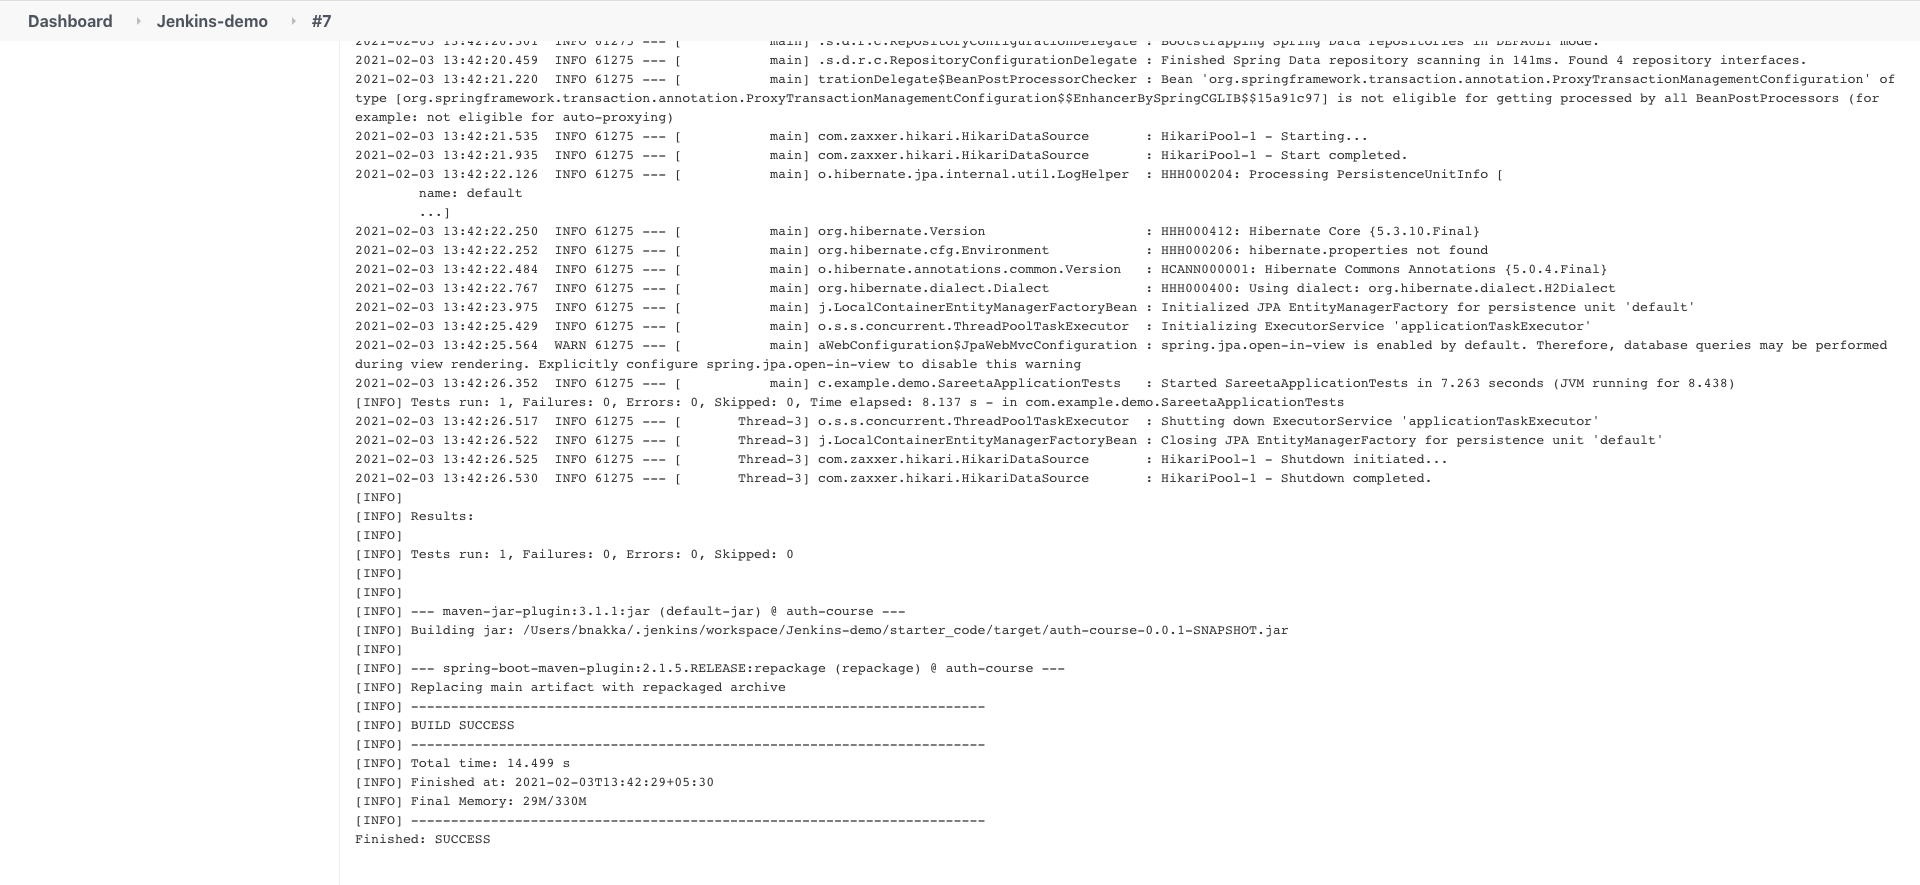 Dashboard Jenkins-demo #7
2021-02-03 13:42:20.301  INFO 61275 --- [           main] .s.d.r.c.RepositoryConfigurationDelegate : Bootstrapping Spring Data repositories in DEFAULT mode.
2021-02-03 13:42:20.459  INFO 61275 --- [           main] .s.d.r.c.RepositoryConfigurationDelegate : Finished Spring Data repository scanning in 141ms. Found 4 repository interfaces.
2021-02-03 13:42:21.220  INFO 61275 --- [           main] trationDelegate$BeanPostProcessorChecker : Bean 'org.springframework.transaction.annotation.ProxyTransactionManagementConfiguration' of
type [org.springframework.transaction.annotation.ProxyTransactionManagementConfiguration$$EnhancerBySpringCGLIB$$15a91c97] is not eligible for getting processed by all BeanPostProcessors (for
example: not eligible for auto-proxying)
2021-02-03 13:42:21.535  INFO 61275 --- [           main] com.zaxxer.hikari.HikariDataSource       : HikariPool-1 - Starting...
2021-02-03 13:42:21.935  INFO 61275 --- [           main] com.zaxxer.hikari.HikariDataSource       : HikariPool-1 - Start completed.
2021-02-03 13:42:22.126  INFO 61275 --- [           main] o.hibernate.jpa.internal.util.LogHelper  : HHH000204: Processing PersistenceUnitInfo [
name: default
...]
2021-02-03 13:42:22.250  INFO 61275 --- [           main] org.hibernate.Version                    : HHH000412: Hibernate Core {5.3.10.Final}
2021-02-03 13:42:22.252  INFO 61275 --- [           main] org.hibernate.cfg.Environment            : HHH000206: hibernate.properties not found
2021-02-03 13:42:22.484  INFO 61275 --- [           main] o.hibernate.annotations.common.Version   : HCANN000001: Hibernate Commons Annotations {5.0.4.Final}
2021-02-03 13:42:22.767  INFO 61275 --- [           main] org.hibernate.dialect.Dialect            : HHH000400: Using dialect: org.hibernate.dialect.H2Dialect
2021-02-03 13:42:23.975  INFO 61275 --- [           main] j.LocalContainerEntityManagerFactoryBean : Initialized JPA EntityManagerFactory for persistence unit 'default'
2021-02-03 13:42:25.429  INFO 61275 --- [           main] o.s.s.concurrent.ThreadPoolTaskExecutor  : Initializing ExecutorService 'applicationTaskExecutor'
2021-02-03 13:42:25.564  WARN 61275 --- [           main] aWebConfiguration$JpaWebMvcConfiguration : spring.jpa.open-in-view is enabled by default. Therefore, database queries may be performed
during view rendering. Explicitly configure spring.jpa.open-in-view to disable this warning
2021-02-03 13:42:26.352  INFO 61275 --- [           main] c.example.demo.SareetaApplicationTests   : Started SareetaApplicationTests in 7.263 seconds (JVM running for 8.438)
[INFO] Tests run: 1, Failures: 0, Errors: 0, Skipped: 0, Time elapsed: 8.137 s - in com.example.demo.SareetaApplicationTests
2021-02-03 13:42:26.517  INFO 61275 --- [       Thread-3] o.s.s.concurrent.ThreadPoolTaskExecutor  : Shutting down ExecutorService 'applicationTaskExecutor'
2021-02-03 13:42:26.522  INFO 61275 --- [       Thread-3] j.LocalContainerEntityManagerFactoryBean : Closing JPA EntityManagerFactory for persistence unit 'default'
2021-02-03 13:42:26.525  INFO 61275 --- [       Thread-3] com.zaxxer.hikari.HikariDataSource       : HikariPool-1 - Shutdown initiated...
2021-02-03 13:42:26.530  INFO 61275 --- [       Thread-3] com.zaxxer.hikari.HikariDataSource       : HikariPool-1 - Shutdown completed.
[INFO]
[INFO] Results:
[INFO]
[INFO] Tests run: 1, Failures: 0, Errors: 0, Skipped: 0
[INFO]
[INFO]
[INFO] --- maven-jar-plugin:3.1.1:jar (default-jar) @ auth-course ---
[INFO] Building jar: /Users/bnakka/.jenkins/workspace/Jenkins-demo/starter_code/target/auth-course-0.0.1-SNAPSHOT.jar
[INFO]
[INFO] --- spring-boot-maven-plugin:2.1.5.RELEASE:repackage (repackage) @ auth-course ---
[INFO] Replacing main artifact with repackaged archive
[INFO] ------------------------------------------------------------------------
[INFO] BUILD SUCCESS
[INFO] ------------------------------------------------------------------------
[INFO] Total time: 14.499 s
[INFO] Finished at: 2021-02-03T13:42:29+05:30
[INFO] Final Memory: 29M/330M
[INFO] ------------------------------------------------------------------------
Finished: SUCCESS